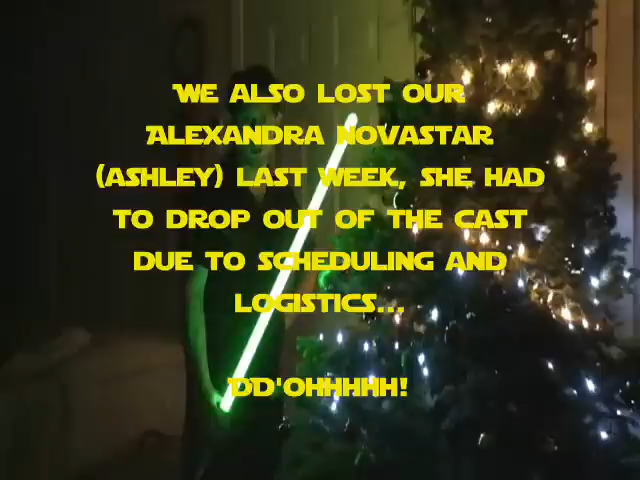 We also lost our
Alexandra Novastar
(Ashley) last week, she had
to drop out of the cast
due to scheduling and
logistics...
DD'ohhhhh!